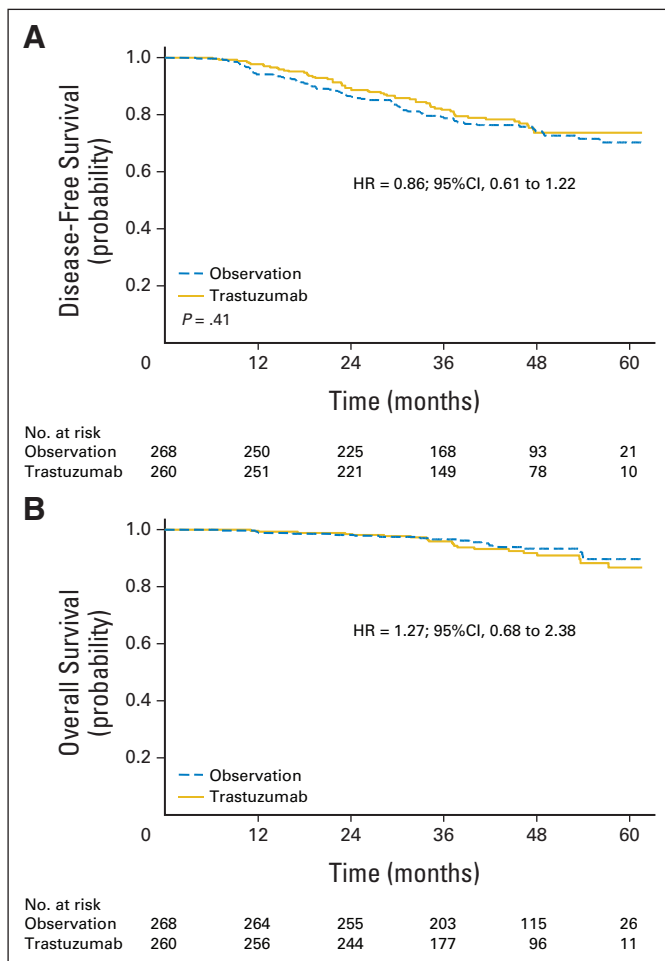 A
1.0
0.8
0.6
0.4
0.2
0
Disease-Free Survival
(probability)
HR = 0.86; 95%CI, 0.61 to 1.22
Observation
Trastuzumab
P = .41
12 24 36 48 60
Time (months)
No. at risk
Observation 268 250 225 168 93 21
Trastuzumab 260 251 221 149 78 10
B
1.0
0.8
0.6
0.4
0.2
0
Overall Survival
(probability)
HR = 1.27; 95%CI, 0.68 to 2.38
Observation
Trastuzumab
12 24 36 48 60
Time (months)
No. at risk
Observation 268 264 255 203 115 26
Trastuzumab 260 256 244 177 96 11